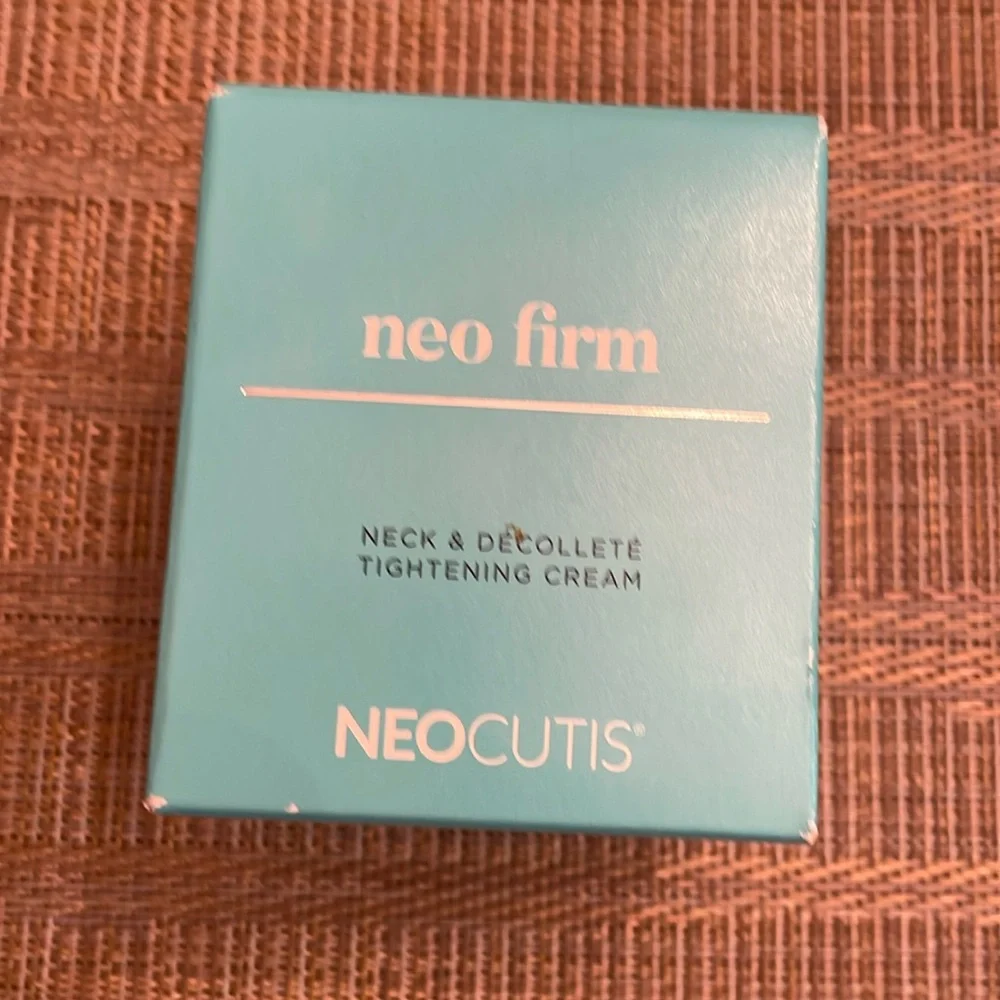 neo firm
NECK & DÉCOLLETÉ
TIGHTENING CREAM
NEOCUTIS®